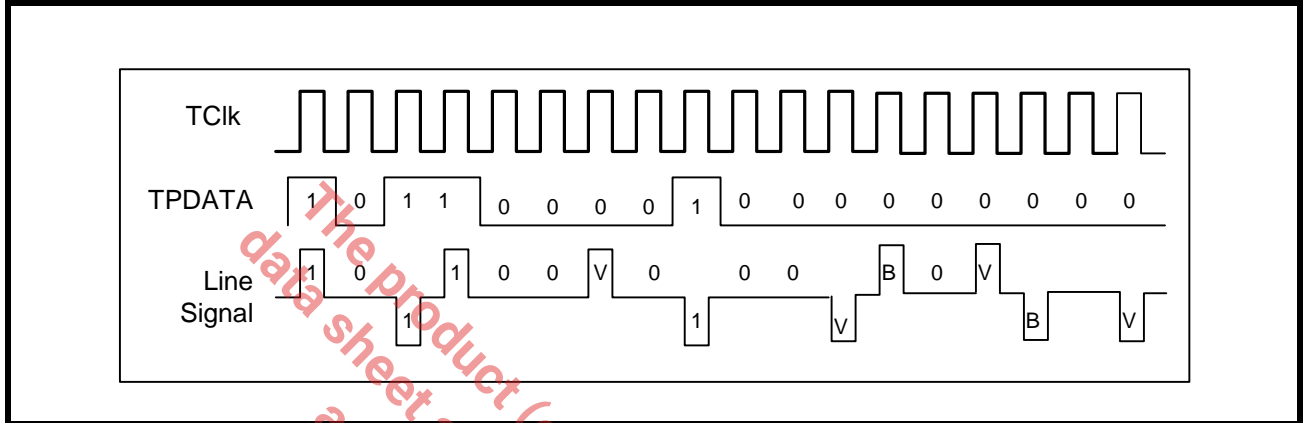 TClk
TPDATA 1 0 1 1 0 0 0 0 1 0 0 0 0 0 0 0 0 0
Line Signal 1 0 1 1 0 0 V 0 1 0 0 V B 0 V B V
The product (
data sheet
a